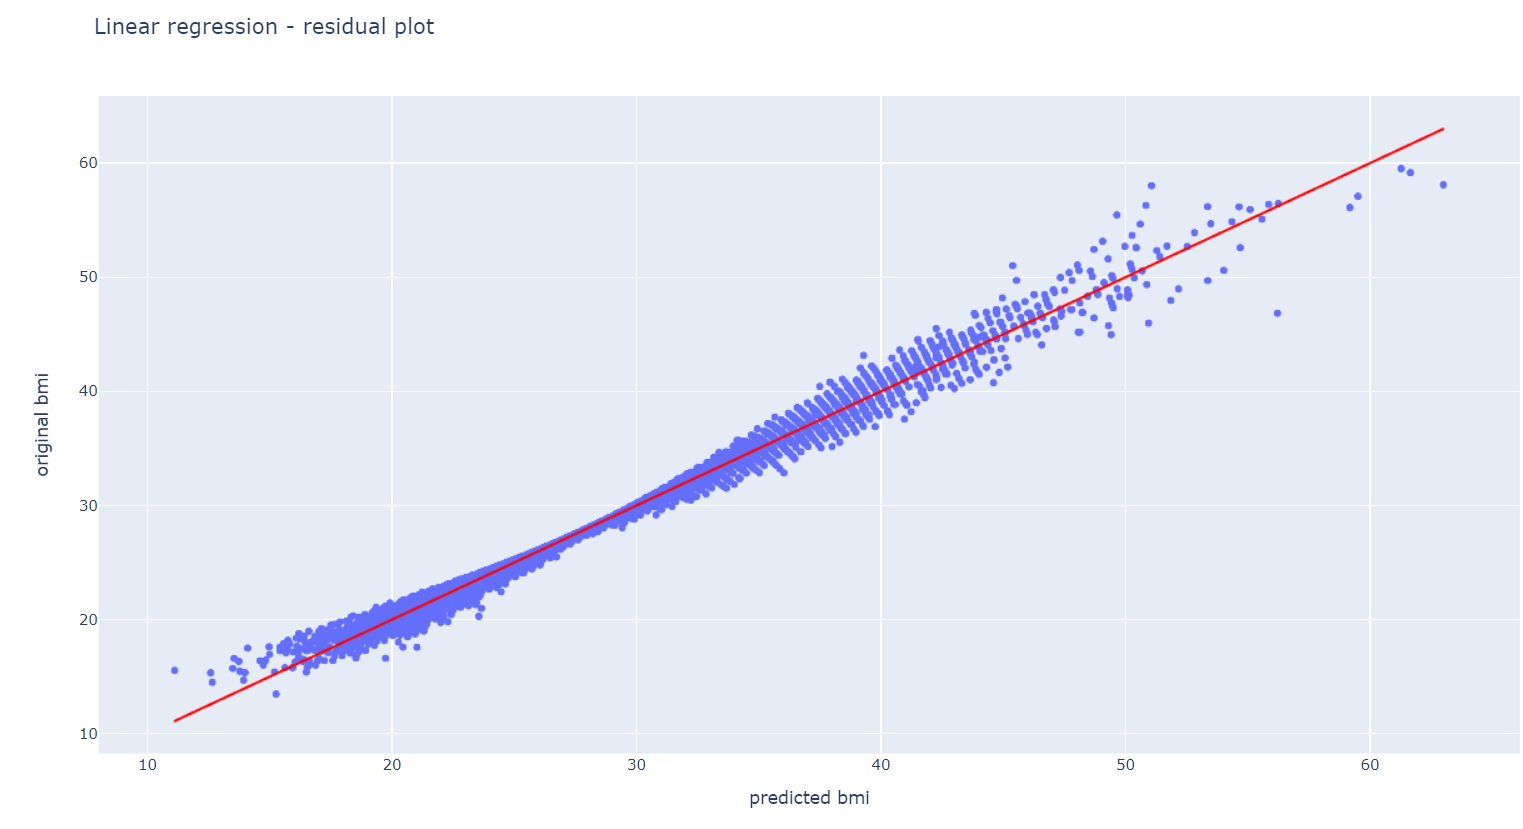 Linear regression - residual plot
60
50
40
30
20
10
original bmi
10 20 30 40 50 60
predicted bmi